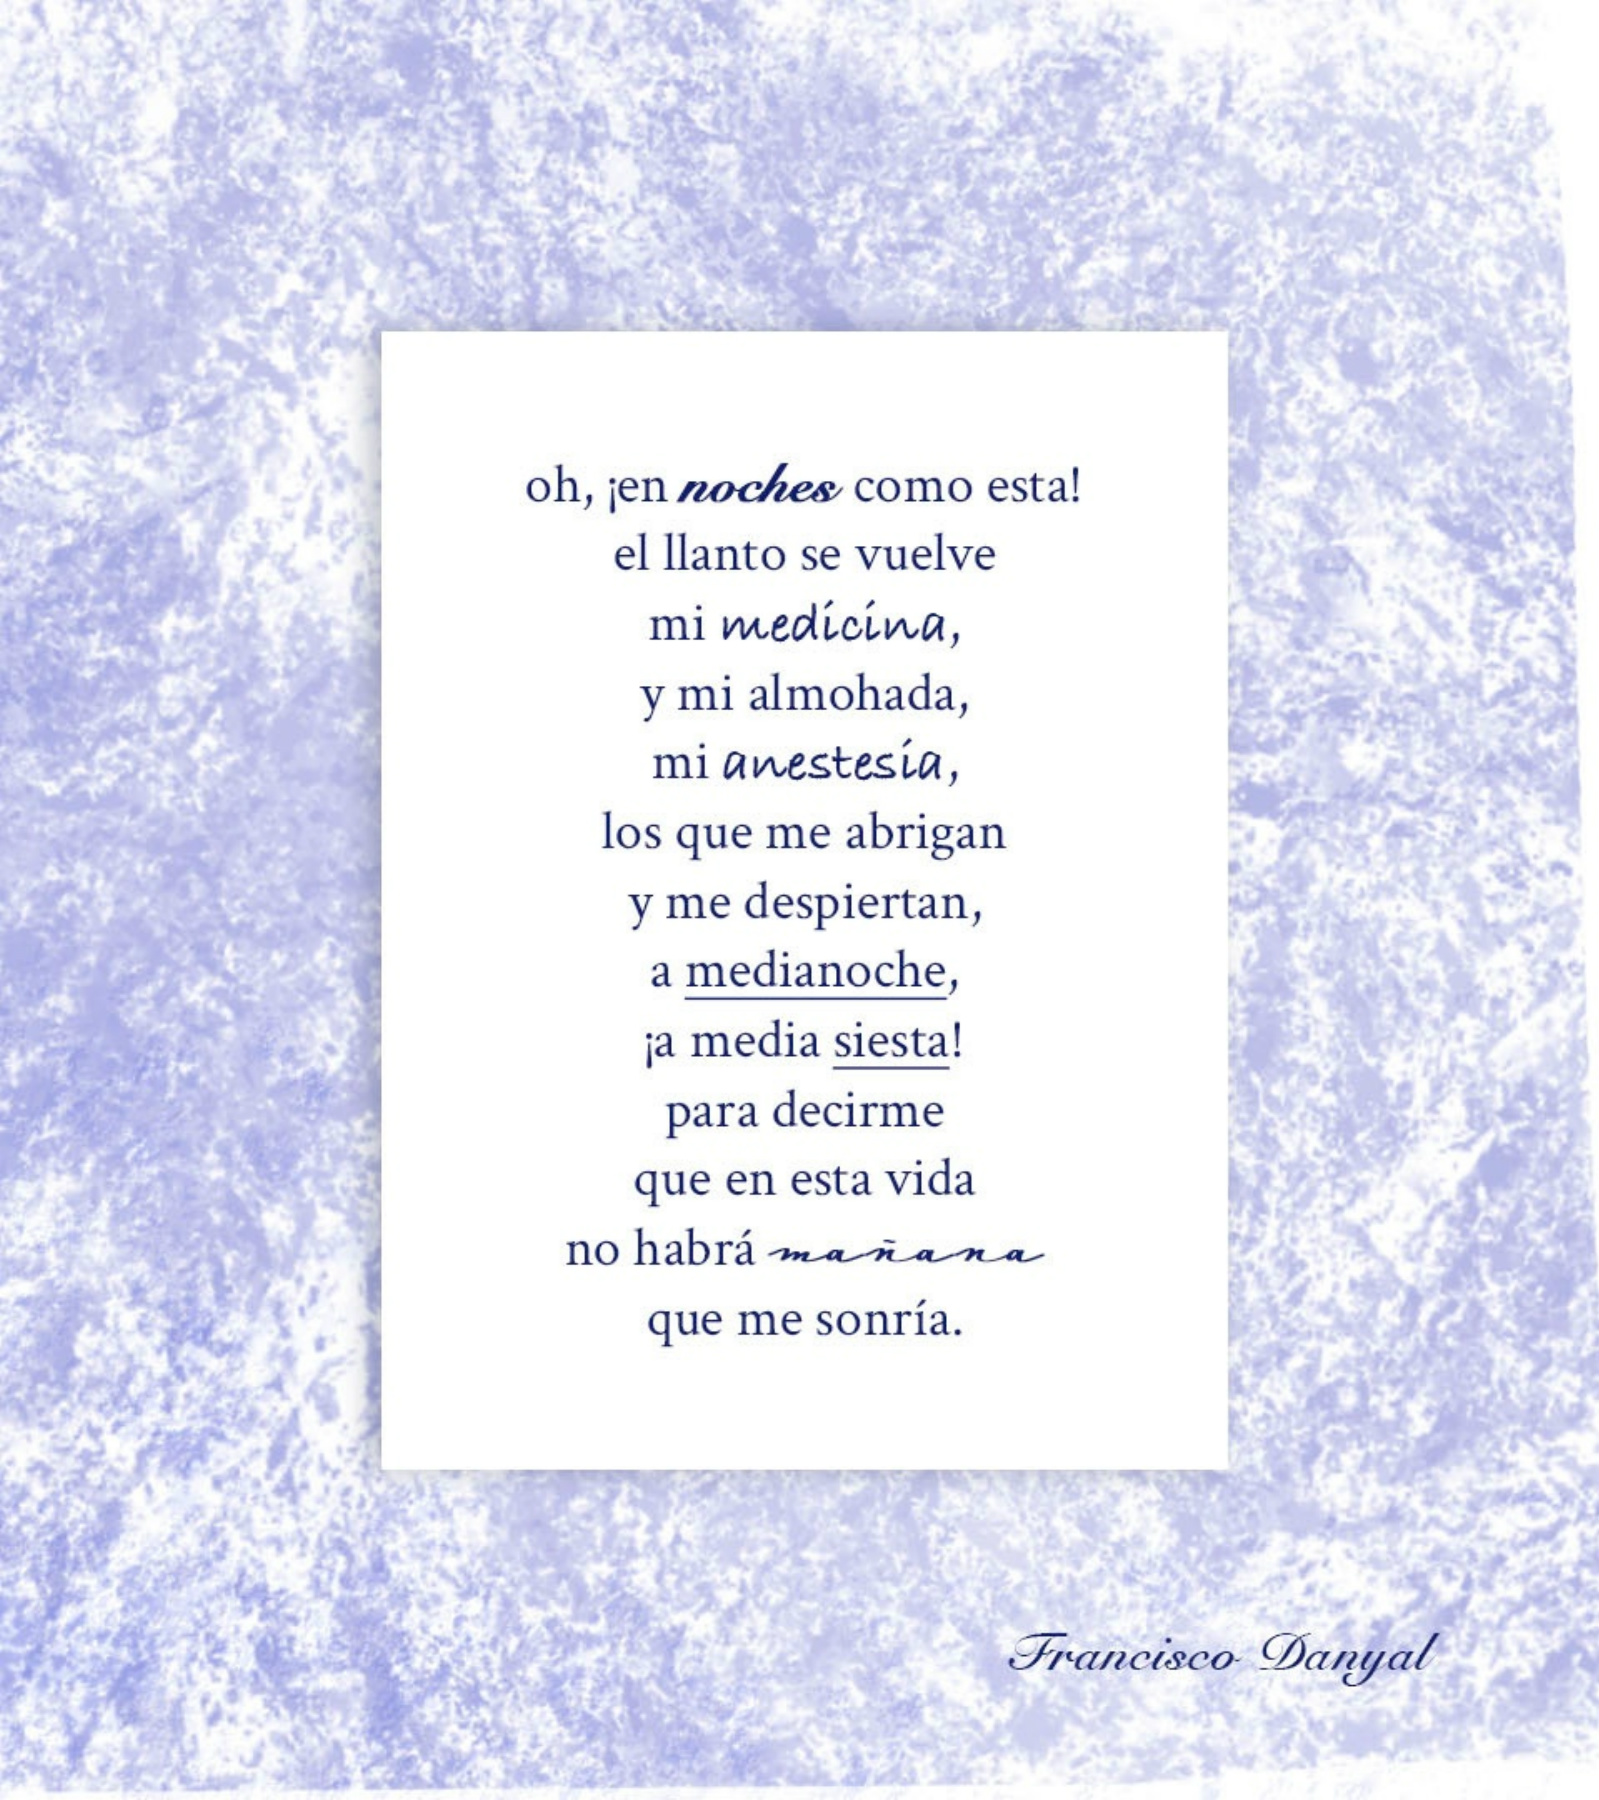 oh, ¡en noches como esta!
el llanto se vuelve
mi medicina,
y mi almohada,
mi anestesia,
los que me abrigan
y me despiertan,
a medianoche,
¡a media siesta!
para decirme
que en esta vida
no habrá mañana
que me sonría.
Francisco Danyal